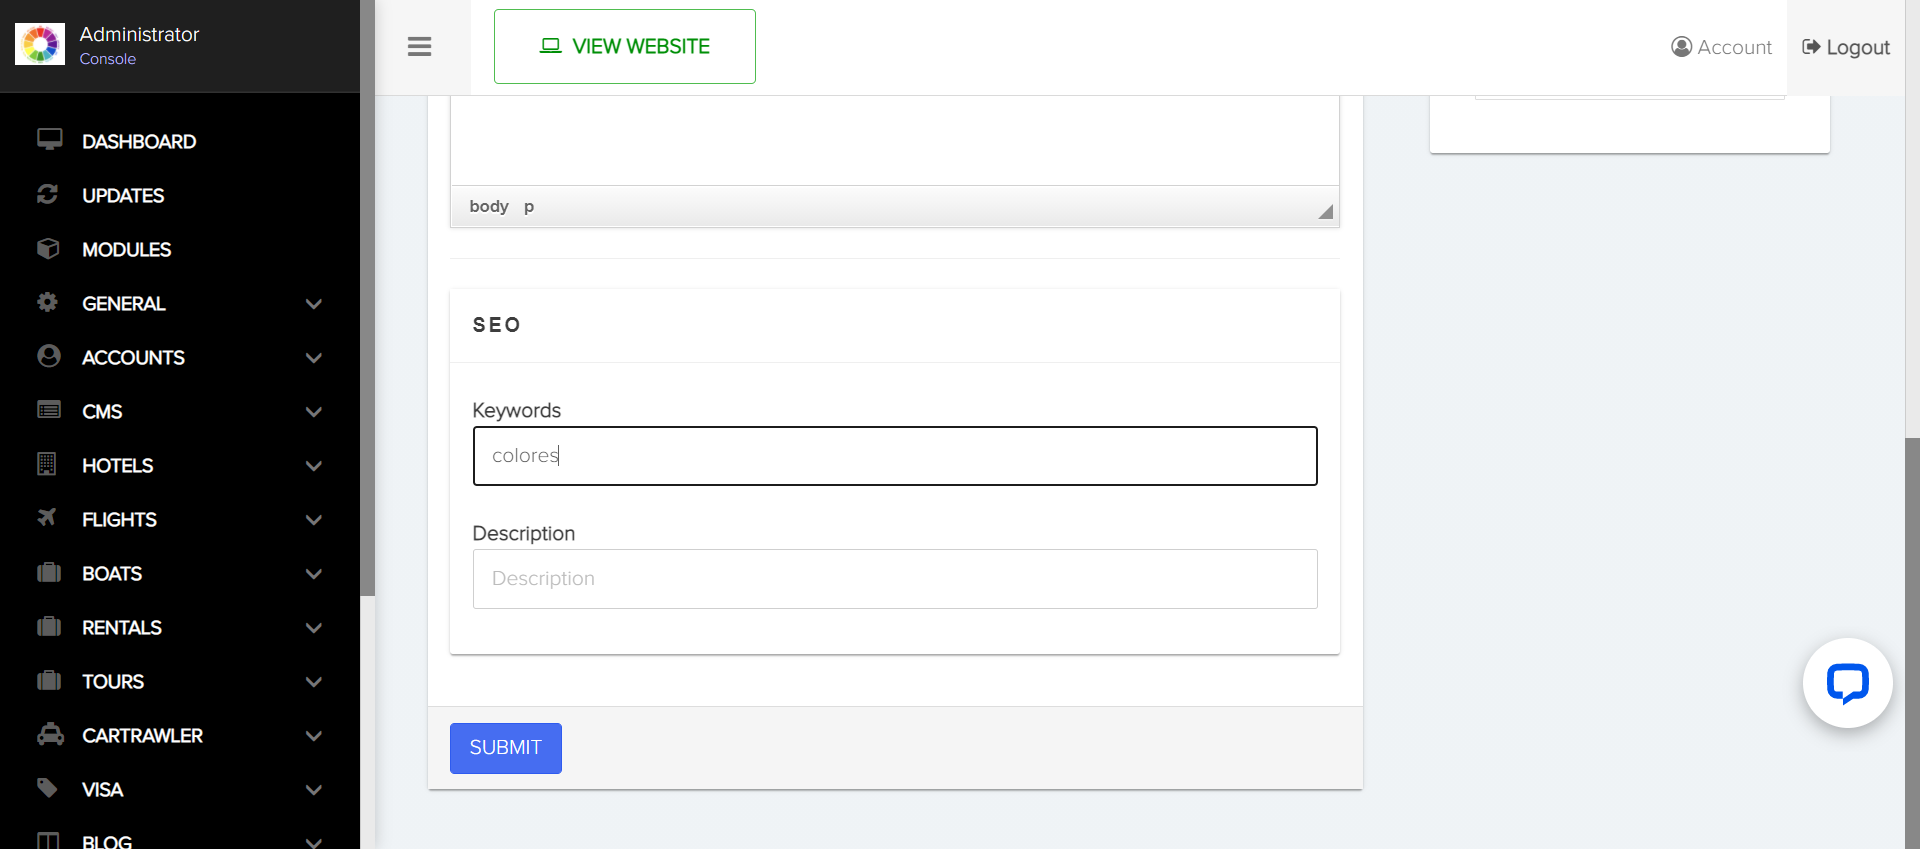 Administrator
Console
VIEW WEBSITE
Account
Logout
DASHBOARD
UPDATES
MODULES
GENERAL
ACCOUNTS
CMS
HOTELS
FLIGHTS
BOATS
RENTALS
TOURS
CARTRAWLER
VISA
BLOG
body p
SEO
Keywords
colores
Description
Description
SUBMIT